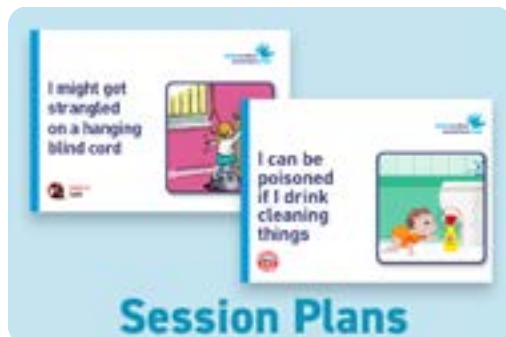 I might get
strangled
on a hanging
blind cord
I can be
poisoned
if I drink
cleaning
things
Session Plans